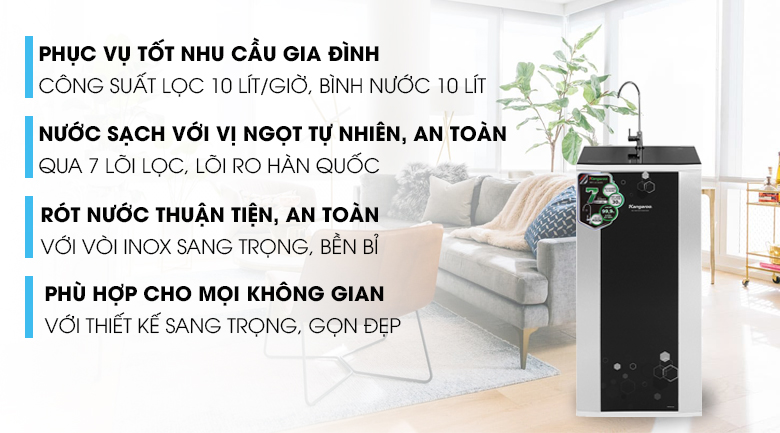 PHỤC VỤ TỐT NHU CẦU GIA ĐÌNH
CÔNG SUẤT LỌC 10 LÍT/GIỜ, BÌNH NƯỚC 10 LÍT
NƯỚC SẠCH VỚI VỊ NGỌT TỰ NHIÊN, AN TOÀN
QUA 7 LÕI LỌC, LÕI RO HÀN QUỐC
RÓT NƯỚC THUẬN TIỆN, AN TOÀN
VỚI VÒI INOX SANG TRỌNG, BỀN BỈ
PHÙ HỢP CHO MỌI KHÔNG GIAN
VỚI THIẾT KẾ SANG TRỌNG, GỌN ĐẸP
Kangaroo
7
Kangaroo